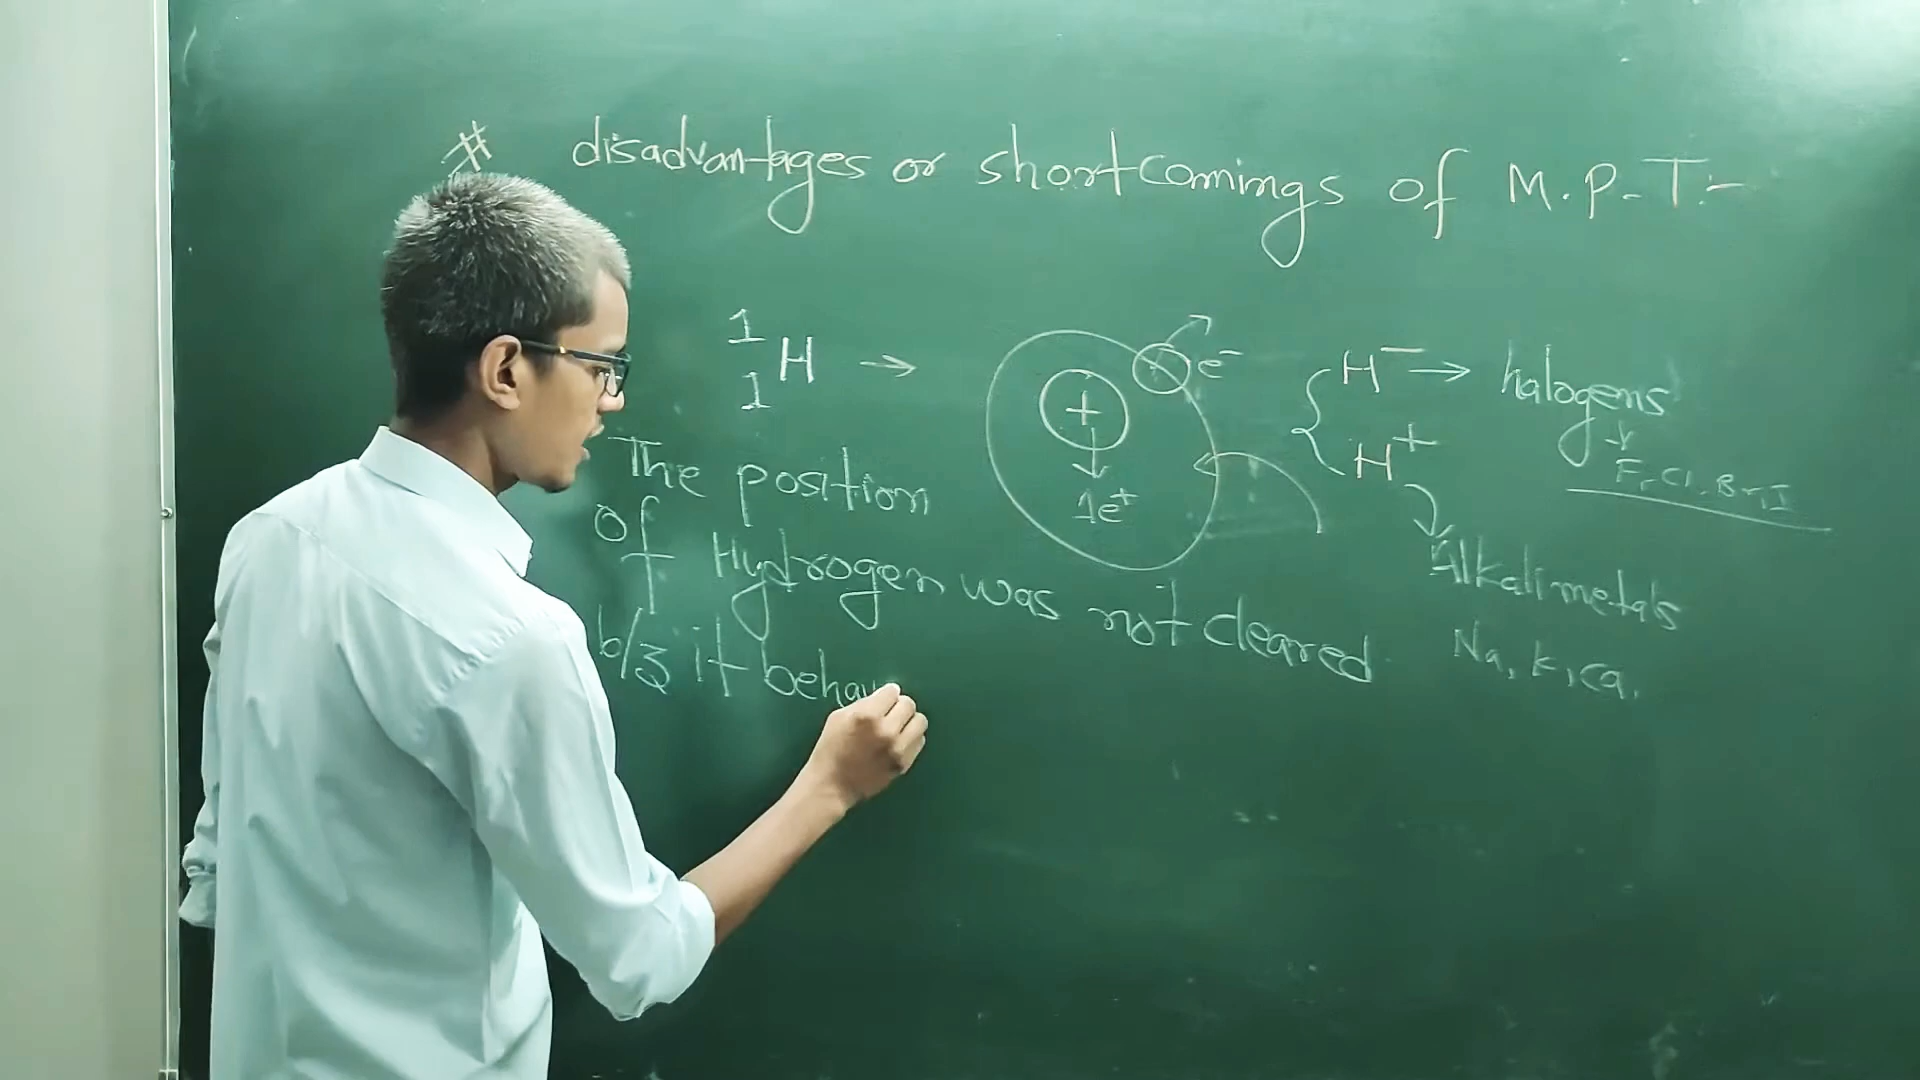 # disadvantages or shortcomings of M.P.T:-
1
1 H →
+
1e⁺
e⁻
H⁻ → halogens
F, Cl, Br, I
H⁺
Alkali metals
Na, K, Ca,
The position
of Hydrogen was not cleared
b/z it behav